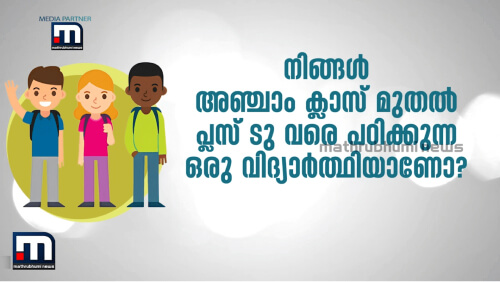 MEDIA PARTNER
mathrubhumi news
നിങ്ങൾ
അഞ്ചാം ക്ലാസ് മുതൽ
പ്ലസ് ടു വരെ പഠിക്കുന്ന
mathrubhumi news
ഒരു വിദ്യാർത്ഥിയാണോ?
mathrubhumi news